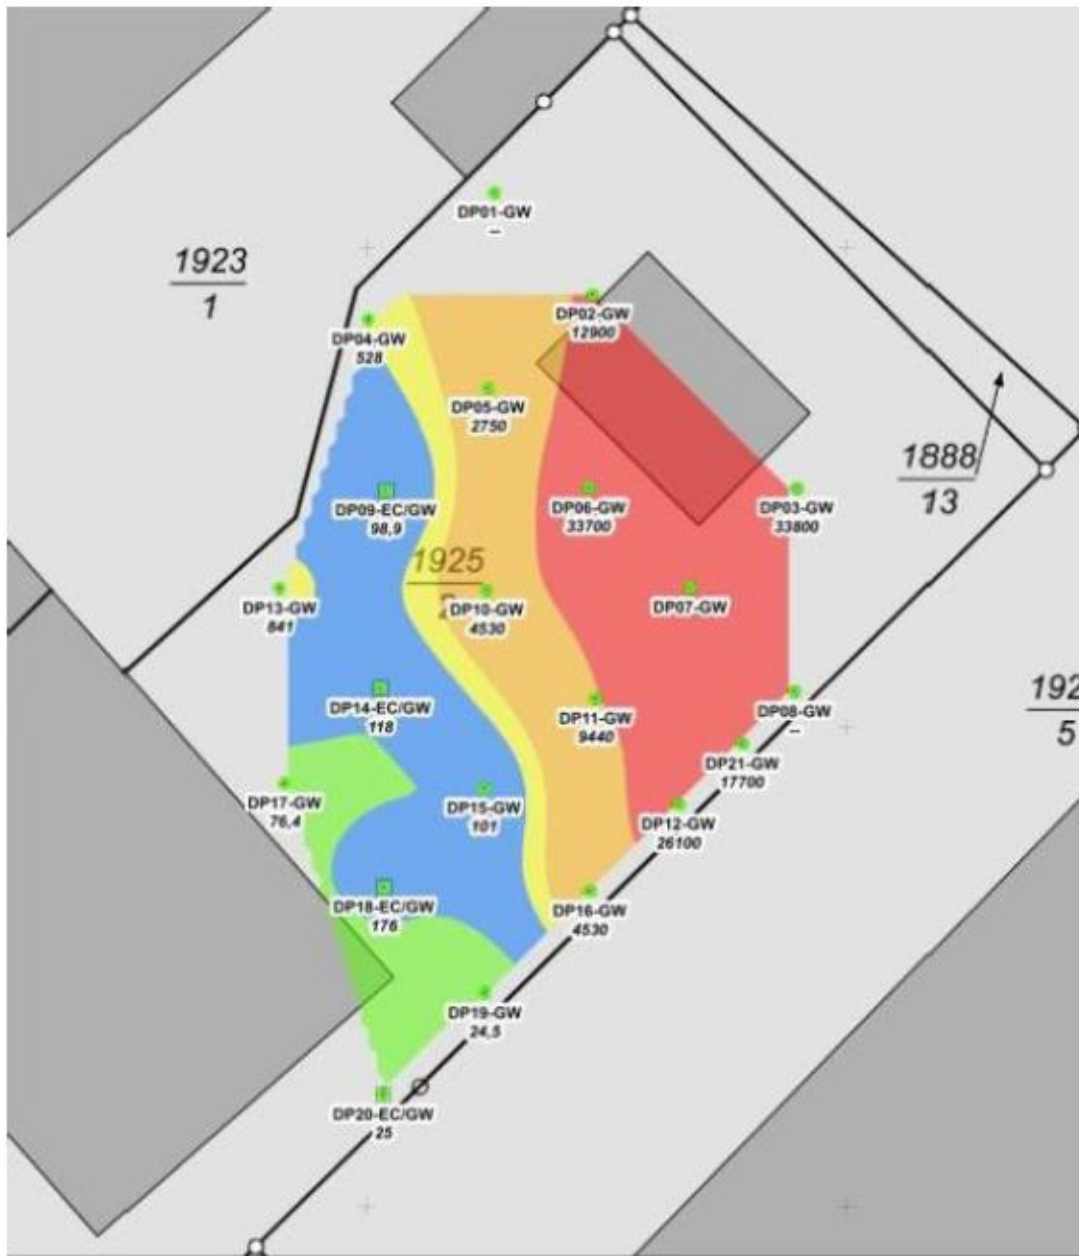 DP01-GW
–
1923
1
DP02-GW
12900
DP04-GW
528
DP05-GW
2750
1888
13
DP09-EC/GW
98,9
DP06-GW
33700
DP03-GW
33800
1925
DP13-GW
841
DP10-GW
4530
DP07-GW
DP14-EC/GW
118
DP11-GW
9440
DP08-GW
–
192
5
DP21-GW
17700
DP17-GW
76,4
DP15-GW
101
DP12-GW
26100
DP18-EC/GW
176
DP16-GW
4530
DP19-GW
24,5
DP20-EC/GW
25